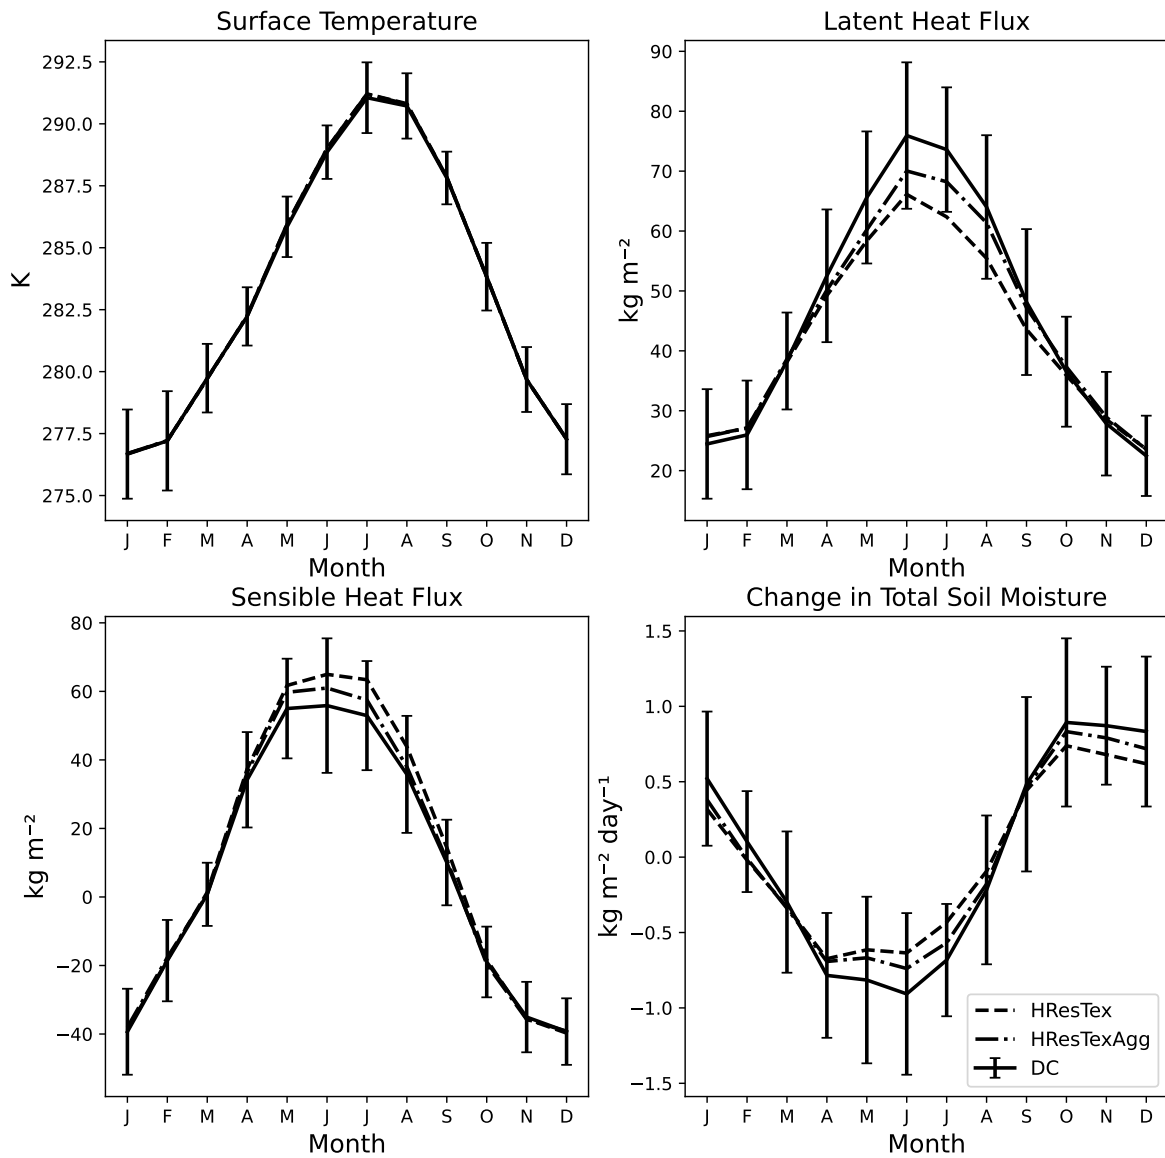 Surface Temperature
K
292.5
290.0
287.5
285.0
282.5
280.0
277.5
275.0
J F M A M J J A S O N D
Month
Latent Heat Flux
kg m⁻²
90
80
70
60
50
40
30
20
J F M A M J J A S O N D
Month
Sensible Heat Flux
kg m⁻²
80
60
40
20
0
−20
−40
J F M A M J J A S O N D
Month
Change in Total Soil Moisture
kg m⁻² day⁻¹
1.5
1.0
0.5
0.0
−0.5
−1.0
−1.5
J F M A M J J A S O N D
Month
HResTex
HResTexAgg
DC